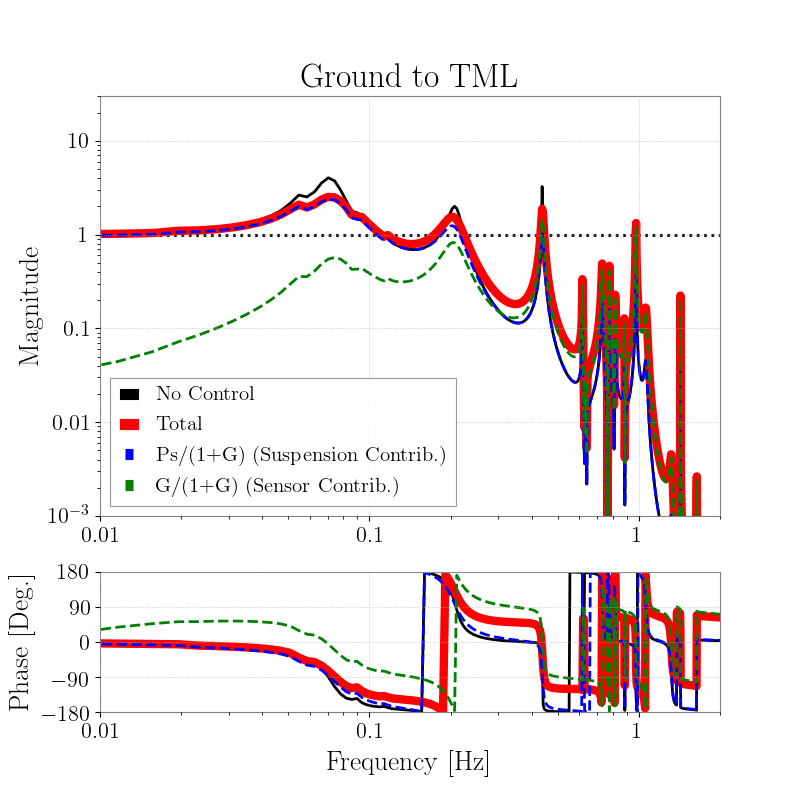 Ground to TML
Magnitude
10
1
0.1
0.01
10⁻³
No Control
Total
Ps/(1+G) (Suspension Contrib.)
G/(1+G) (Sensor Contrib.)
0.01 0.1 1
Phase [Deg.]
180
90
0
−90
−180
0.01 0.1 1
Frequency [Hz]